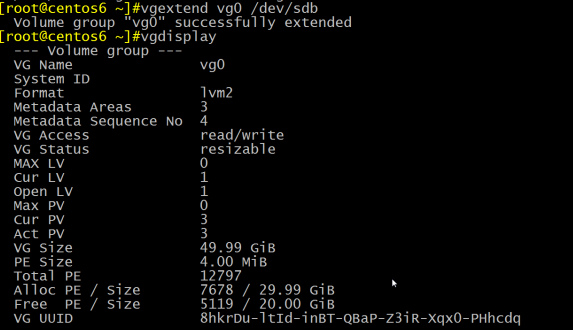 [root@centos6 ~]#vgextend vg0 /dev/sdb
  Volume group "vg0" successfully extended
[root@centos6 ~]#vgdisplay
  --- Volume group ---
  VG Name               vg0
  System ID
  Format                lvm2
  Metadata Areas        3
  Metadata Sequence No  4
  VG Access             read/write
  VG Status             resizable
  MAX LV                0
  Cur LV                1
  Open LV               1
  Max PV                0
  Cur PV                3
  Act PV                3
  VG Size               49.99 GiB
  PE Size               4.00 MiB
  Total PE              12797
  Alloc PE / Size       7678 / 29.99 GiB
  Free  PE / Size       5119 / 20.00 GiB
  VG UUID               8hkrDu-ltId-inBT-QBaP-Z3iR-Xqx0-PHhcdq